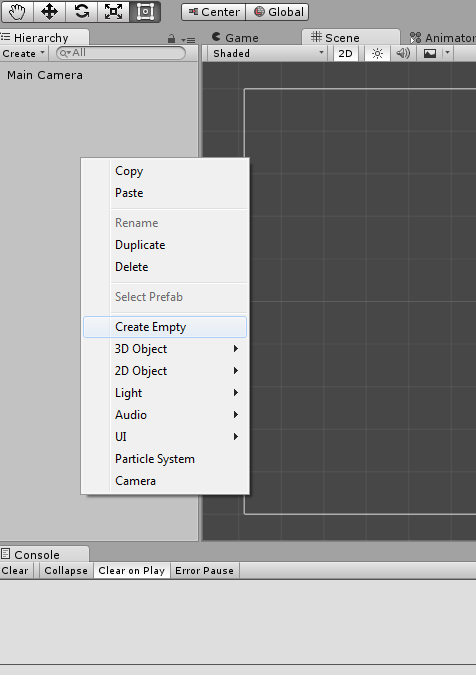 Center Global
Hierarchy
Create All
Main Camera
Game Scene Animator
Shaded 2D
Copy
Paste
Rename
Duplicate
Delete
Select Prefab
Create Empty
3D Object
2D Object
Light
Audio
UI
Particle System
Camera
Console
Clear Collapse Clear on Play Error Pause